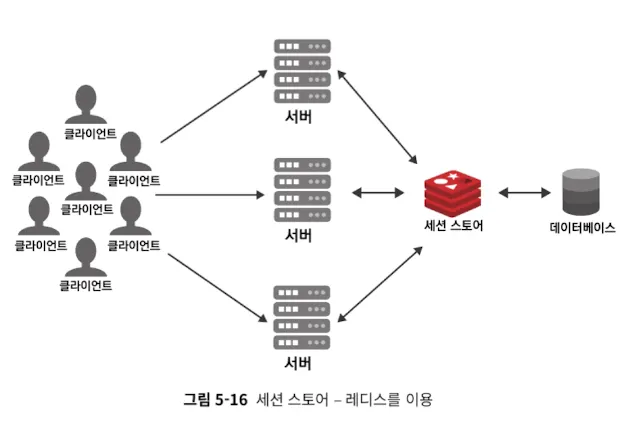 클라이언트
클라이언트
클라이언트
클라이언트
클라이언트
클라이언트
클라이언트
서버
서버
서버
세션 스토어
데이터베이스
그림 5-16 세션 스토어 – 레디스를 이용